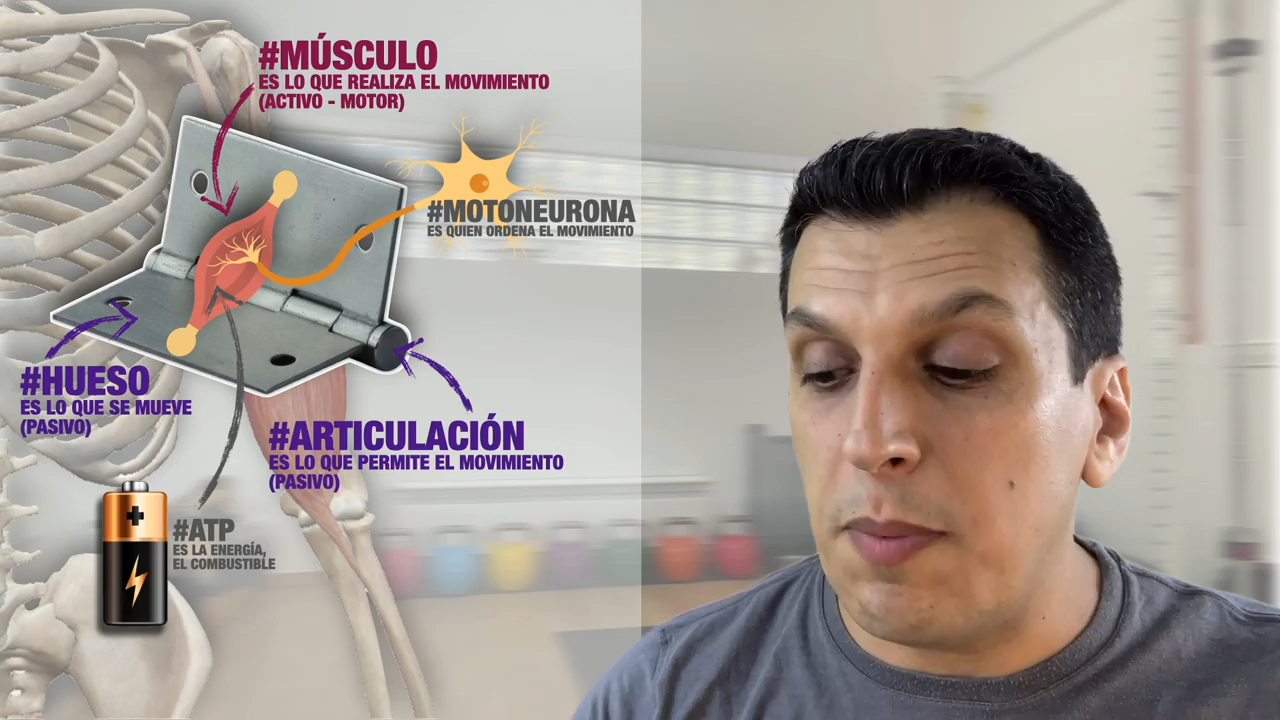 #MÚSCULO
ES LO QUE REALIZA EL MOVIMIENTO
(ACTIVO - MOTOR)
#MOTONEURONA
ES QUIEN ORDENA EL MOVIMIENTO
#HUESO
ES LO QUE SE MUEVE
(PASIVO)
#ARTICULACIÓN
ES LO QUE PERMITE EL MOVIMIENTO
(PASIVO)
#ATP
ES LA ENERGÍA,
EL COMBUSTIBLE